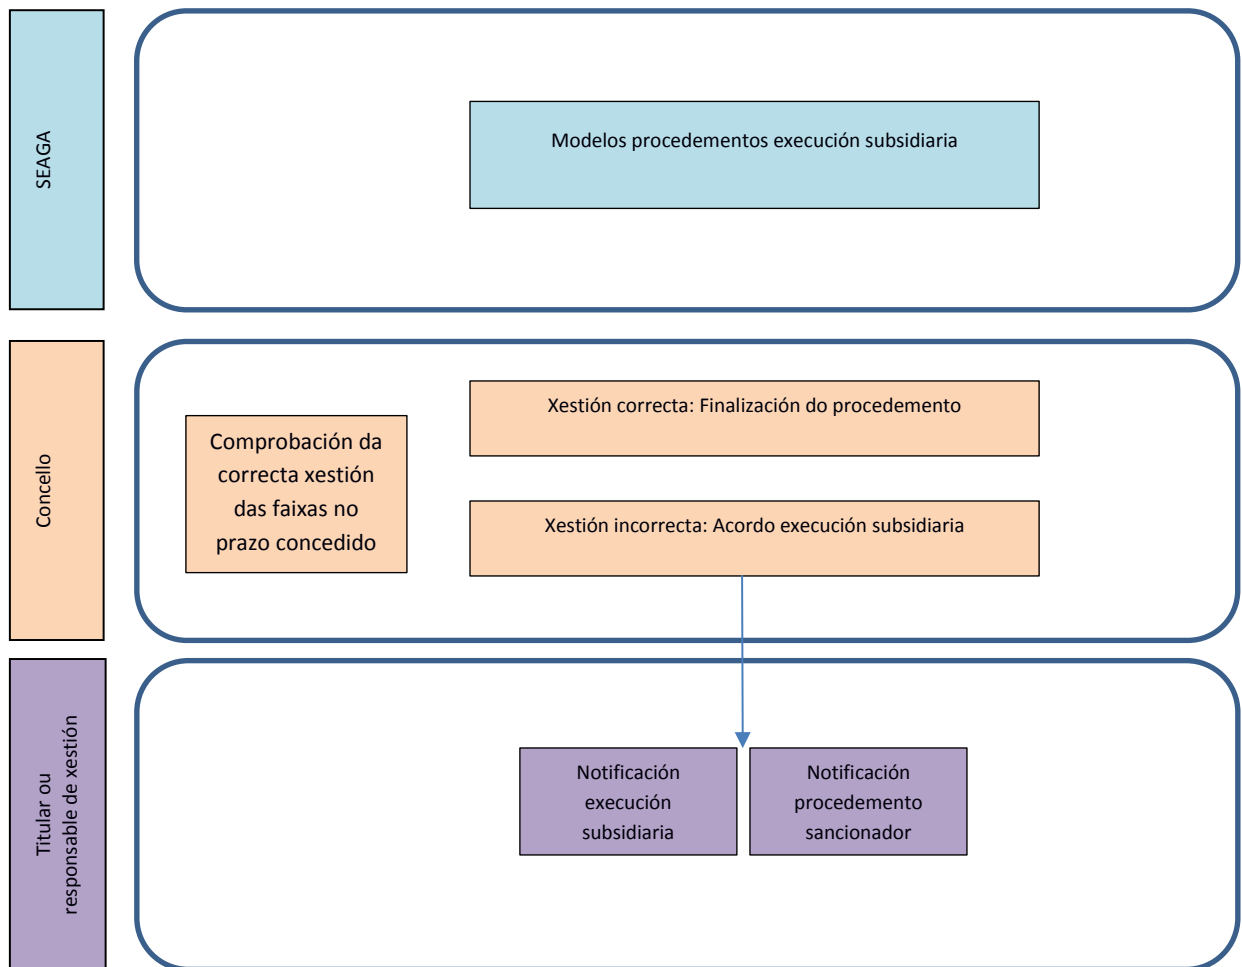 SEAGA
Modelos procedementos execución subsidiaria
Concello
Comprobación da
correcta xestión
das faixas no
prazo concedido
Xestión correcta: Finalización do procedemento
Xestión incorrecta: Acordo execución subsidiaria
Titular ou
responsable de xestión
Notificación
execución
subsidiaria
Notificación
procedemento
sancionador